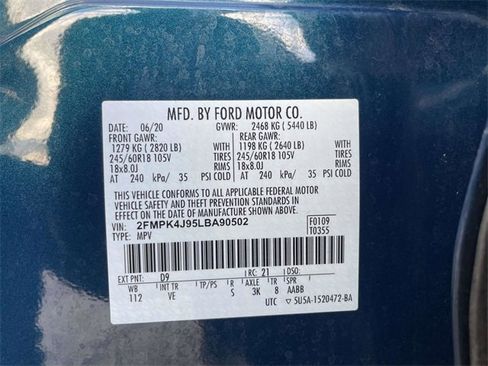 MFD. BY FORD MOTOR CO.
DATE: 06/20 GVWR: 2468 KG ( 5440 LB)
FRONT GAWR: REAR GAWR:
1279 KG ( 2820 LB) WITH 1198 KG ( 2640 LB) WITH
245/60R18 105V TIRES 245/60R18 105V TIRES
18x8.0J RIMS 18x8.0J RIMS
AT 240 kPa/ 35 PSI COLD AT 240 kPa/ 35 PSI COLD
THIS VEHICLE CONFORMS TO ALL APPLICABLE FEDERAL MOTOR
VEHICLE SAFETY AND THEFT PREVENTION STANDARDS IN EFFECT
ON THE DATE OF MANUFACTURE SHOWN ABOVE.
VIN: 2FMPK4J95LBA90502 F0109
TYPE: MPV T0355
EXT PNT: D9 RC: 21 DSO:
WB TP/PS R AXLE TR SPR
112 VE S 3K 8 AABB
UTC 5U5A-1520472-BA